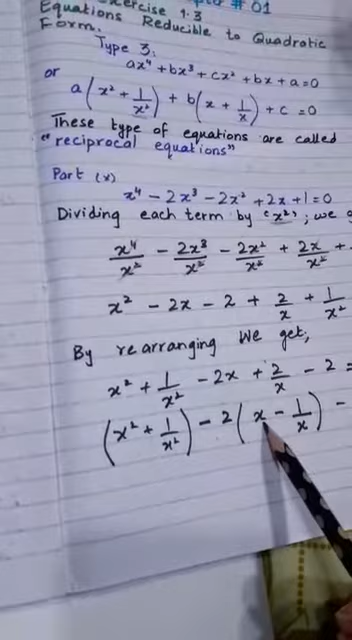 Exercise 1.3 # 01
Equations Reducible to Quadratic
Form.
Type 3:
ax⁴ + bx³ + cx² + bx + a = 0
or
a(x² + 1/x²) + b(x + 1/x) + c = 0
These type of equations are called
"reciprocal equations"
Part (x)
x⁴ - 2x³ - 2x² + 2x + 1 = 0
Dividing each term by "x²", we
x⁴/x² - 2x³/x² - 2x²/x² + 2x/x² +
x² - 2x - 2 + 2/x + 1/x²
By rearranging We get,
x² + 1/x² - 2x + 2/x - 2 =
(x² + 1/x²) - 2(x - 1/x) -